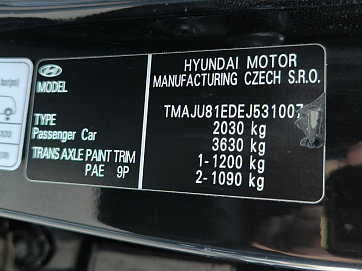 HYUNDAI MOTOR
MANUFACTURING CZECH S.R.O.
MODEL
TMAJU81EDEJ531007
TYPE
2030 kg
Passenger Car
3630 kg
TRANS AXLE PAINT TRIM
1-1200 kg
PAE 9P
2-1090 kg